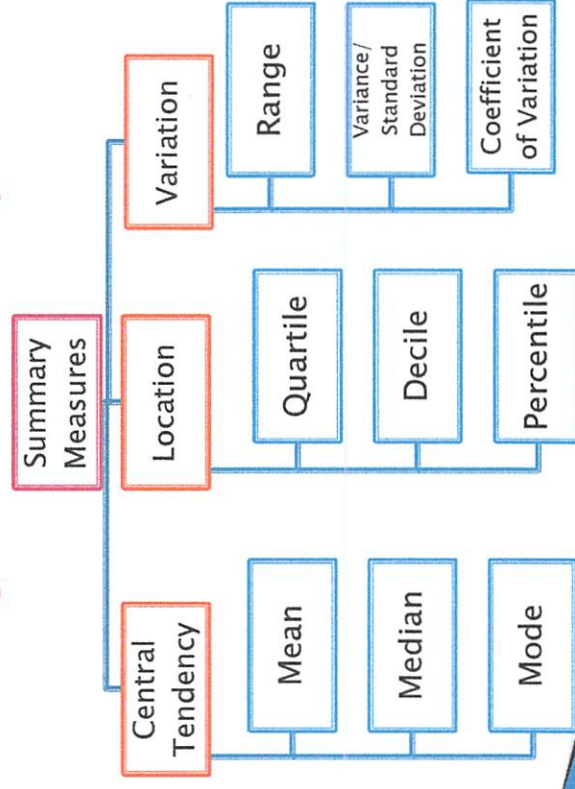 Summary
Measures
Central
Tendency
Mean
Median
Mode
Location
Quartile
Decile
Percentile
Variation
Range
Variance/
Standard
Deviation
Coefficient
of Variation